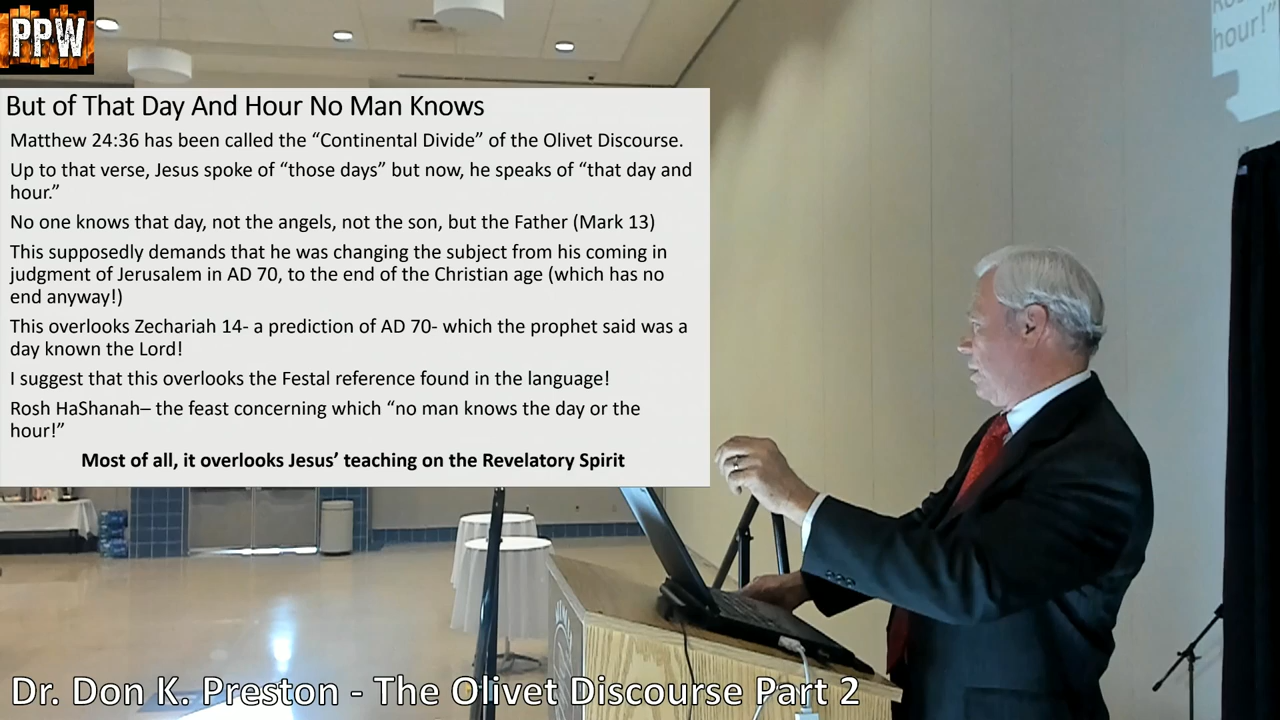 PPW
But of That Day And Hour No Man Knows
Matthew 24:36 has been called the “Continental Divide” of the Olivet Discourse.
Up to that verse, Jesus spoke of “those days” but now, he speaks of “that day and
hour.”
No one knows that day, not the angels, not the son, but the Father (Mark 13)
This supposedly demands that he was changing the subject from his coming in
judgment of Jerusalem in AD 70, to the end of the Christian age (which has no
end anyway!)
This overlooks Zechariah 14- a prediction of AD 70- which the prophet said was a
day known the Lord!
I suggest that this overlooks the Festal reference found in the language!
Rosh HaShanah– the feast concerning which “no man knows the day or the
hour!”
Most of all, it overlooks Jesus’ teaching on the Revelatory Spirit
hour!”
Dr. Don K. Preston - The Olivet Discourse Part 2